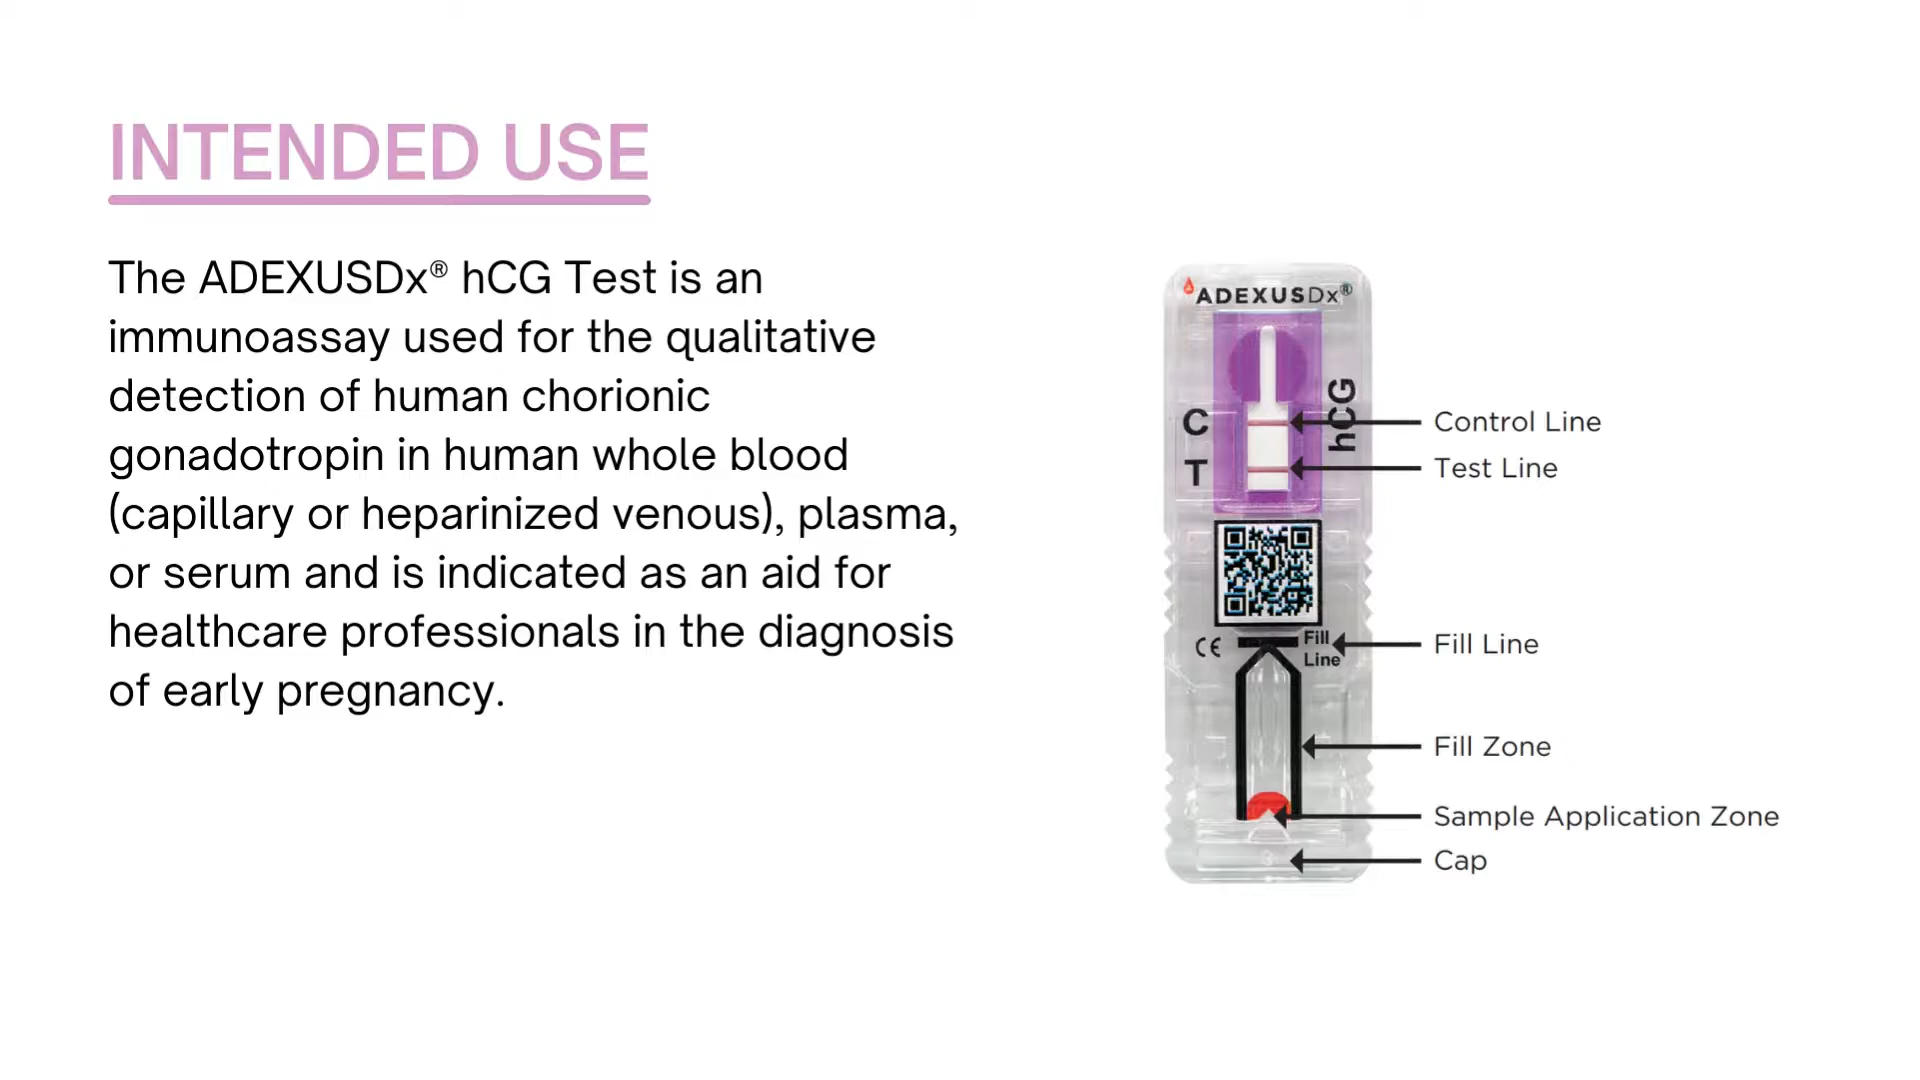 INTENDED USE
The ADEXUSDx® hCG Test is an
immunoassay used for the qualitative
detection of human chorionic
gonadotropin in human whole blood
(capillary or heparinized venous), plasma,
or serum and is indicated as an aid for
healthcare professionals in the diagnosis
of early pregnancy.
ADEXUSDx®
hCG
C
T
CE
Fill
Line
Control Line
Test Line
Fill Line
Fill Zone
Sample Application Zone
Cap